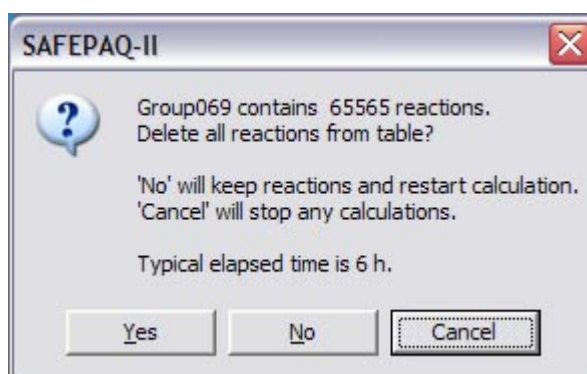 SAFEPAQ-II
Group069 contains  65565 reactions.
Delete all reactions from table?
'No' will keep reactions and restart calculation.
'Cancel' will stop any calculations.
Typical elapsed time is 6 h.
Yes
No
Cancel